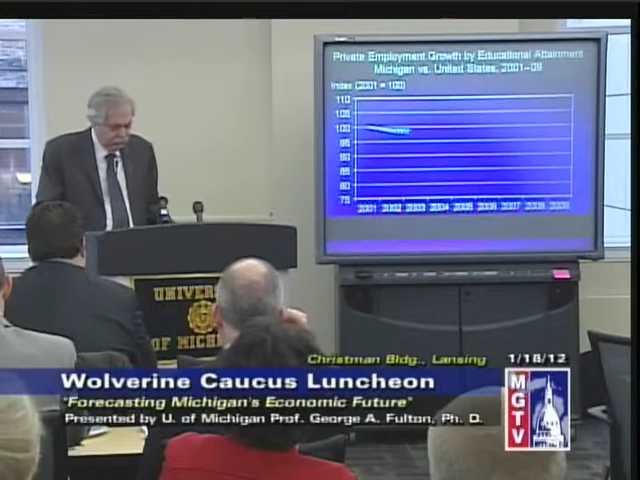 Private Employment Growth by Educational Attainment
Michigan vs. United States, 2001-09
Index (2001 = 100)
110
105
100
95
90
85
80
75
2001 2002 2003 2004 2005 2006 2007 2008 2009
UNIVERS
OF MICHI
Christman Bldg., Lansing
1/18/12
Wolverine Caucus Luncheon
"Forecasting Michigan's Economic Future"
Presented by U. of Michigan Prof. George A. Fulton, Ph. D.
MGTV